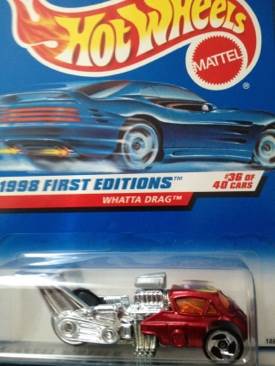 Hot Wheels®
MATTEL
1998 FIRST EDITIONS™
#36 OF
40 CARS
WHATTA DRAG™